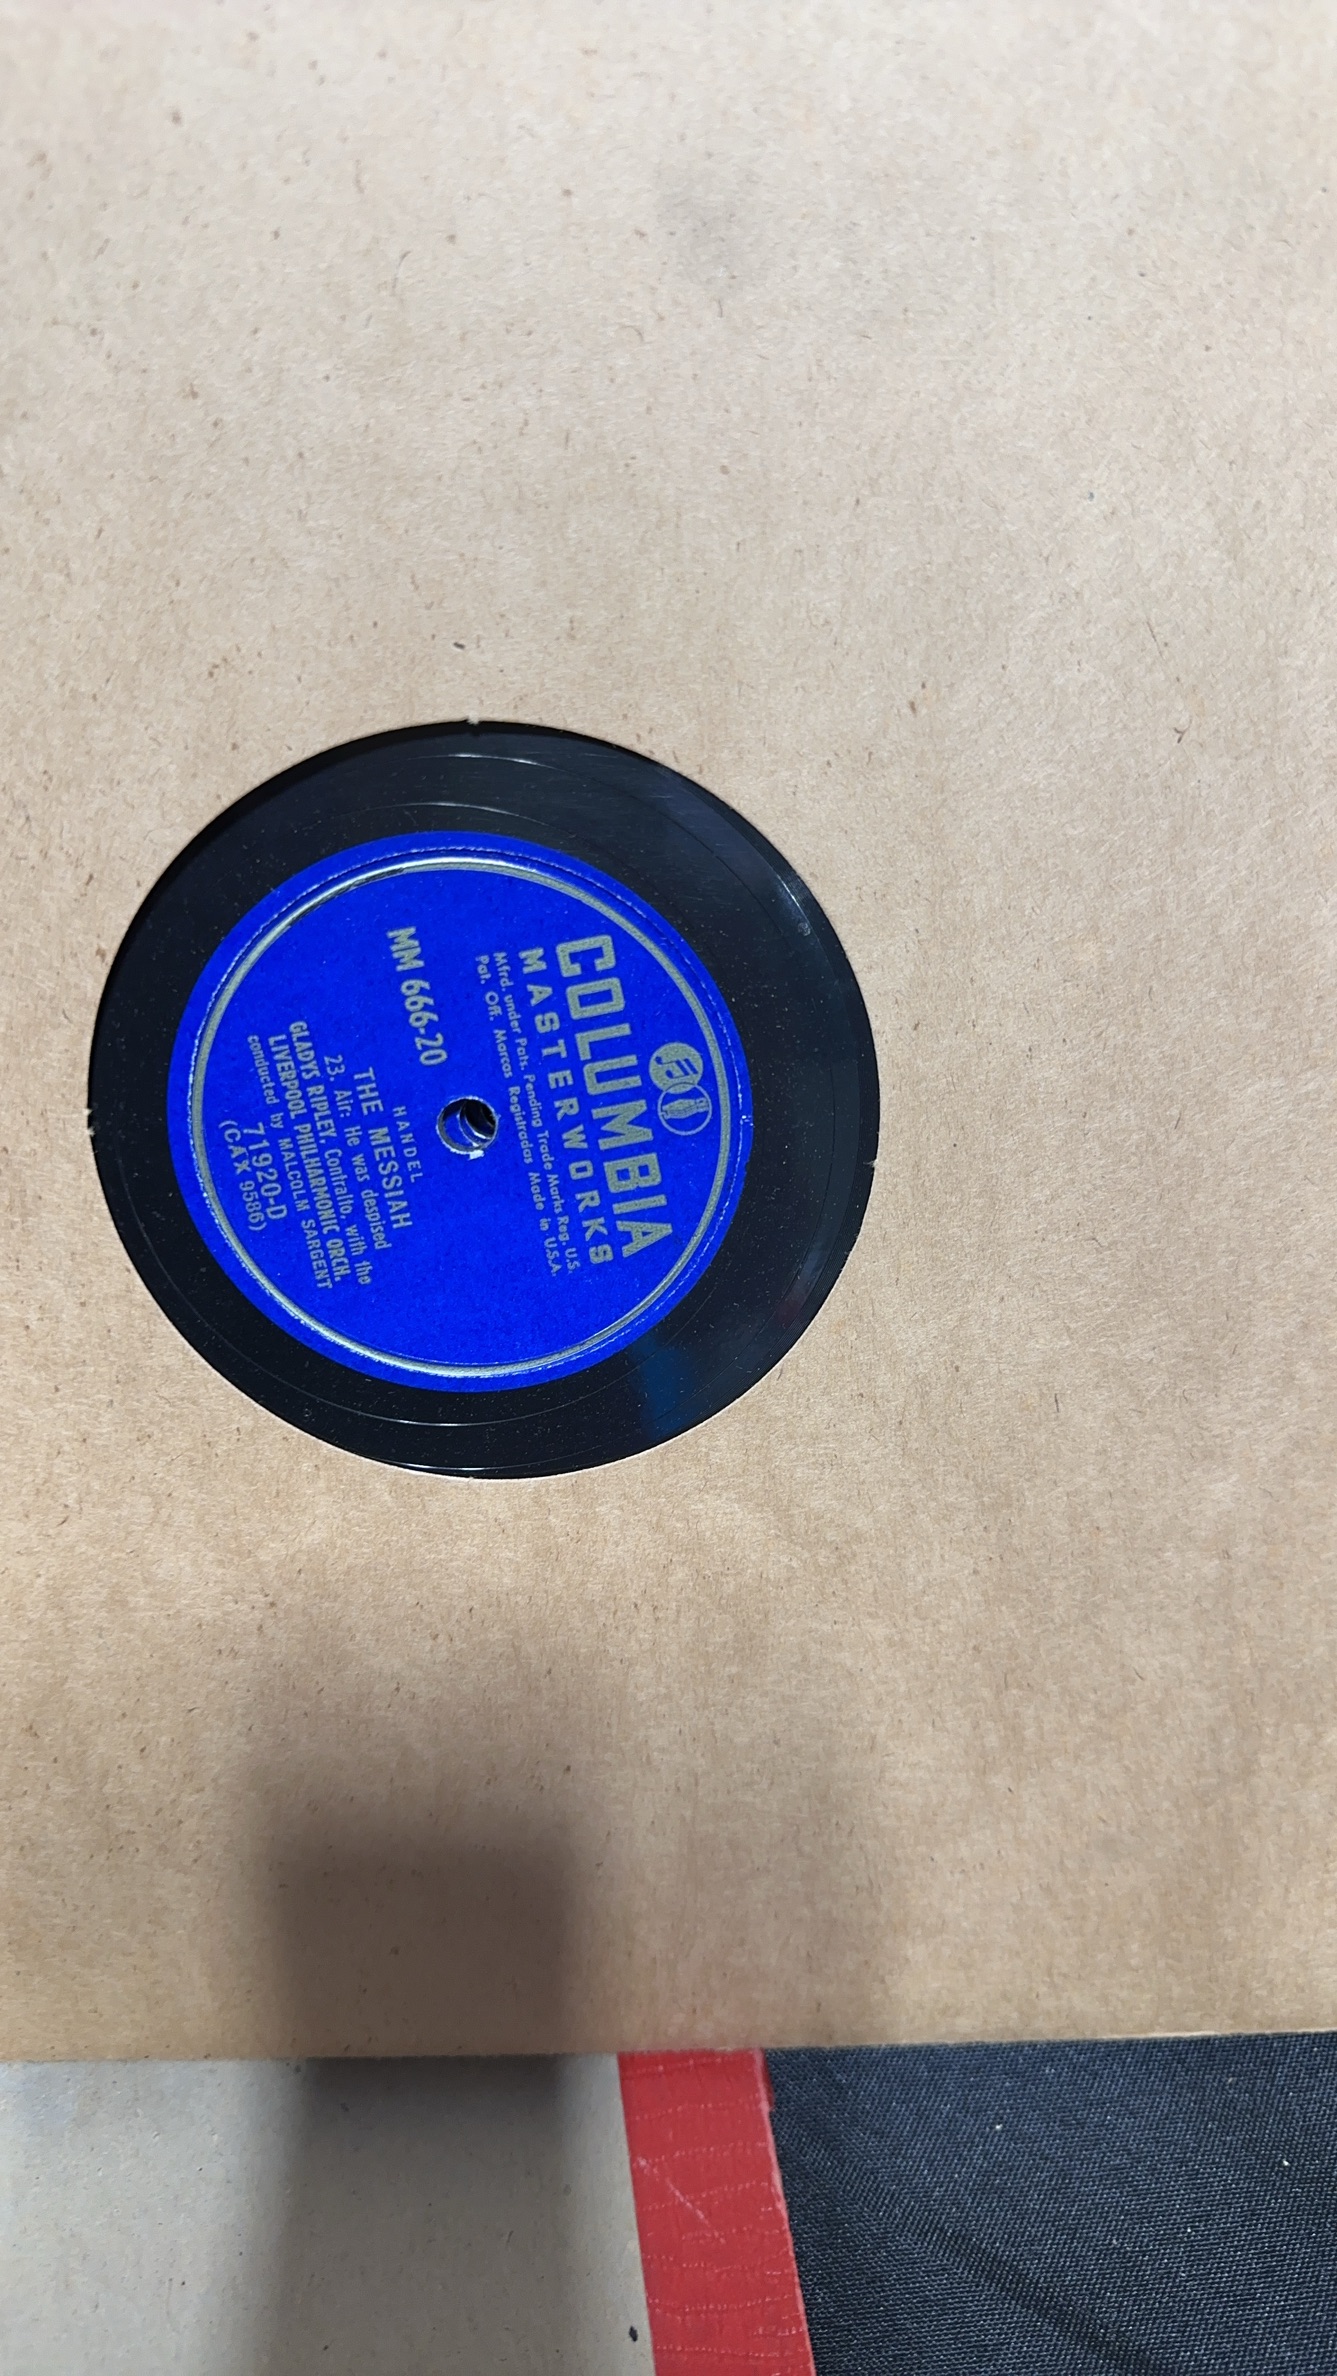 COLUMBIA
MASTERWORKS
Mfrd. under Pats. Pending Trade Marks Reg. U.S.
Pat. Off. Marcas Registradas Made in U.S.A.
MM 666-20
HANDEL
THE MESSIAH
23. Air: He was despised
GLADYS RIPLEY, Contralto, with the
LIVERPOOL PHILHARMONIC ORCH.
conducted by MALCOLM SARGENT
71920-D
(CAX 9586)